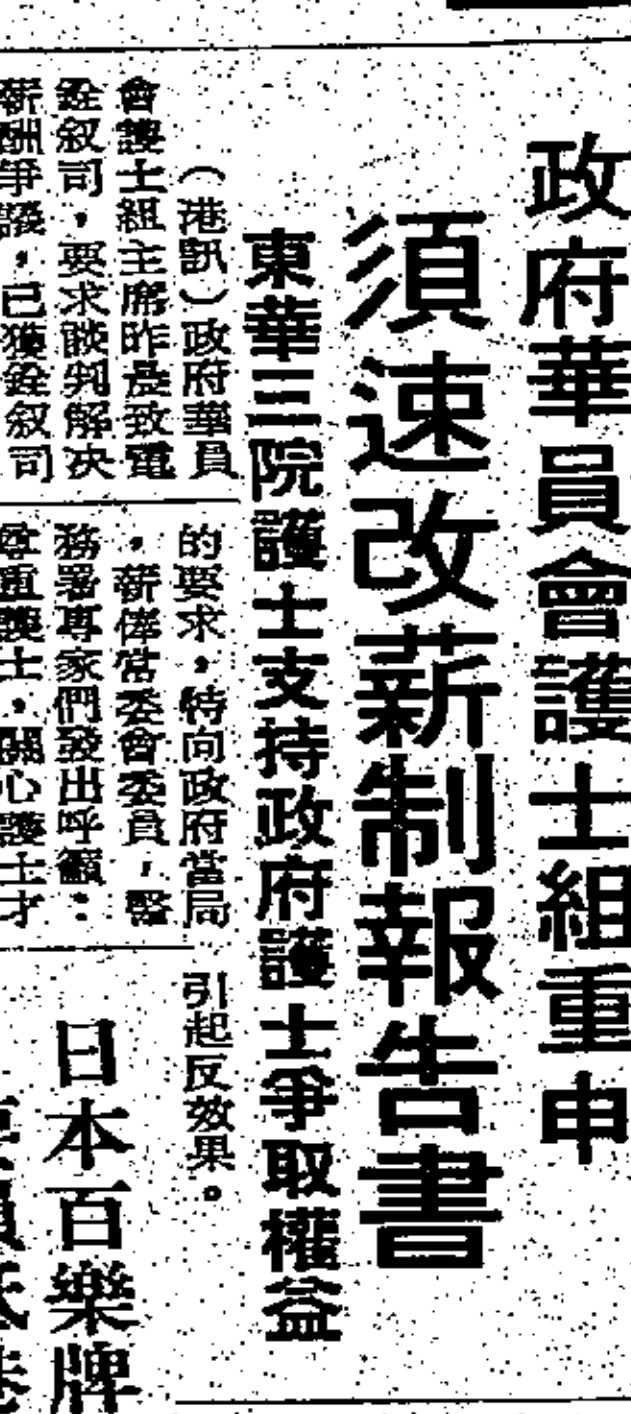 政府華員會護士組重申
須速改薪制報告書
東華三院護士支持政府護士爭取權益
（港訊）政府華員
會護士組主席昨晨致電
銓叙司，要求談判解决
薪酬爭議，已獲銓叙司
的要求，特向政府當局
，薪俸常委會委員，醫
務署專家們發出呼籲：
尊重護士，關心護士才
引起反效果。
日本百樂牌